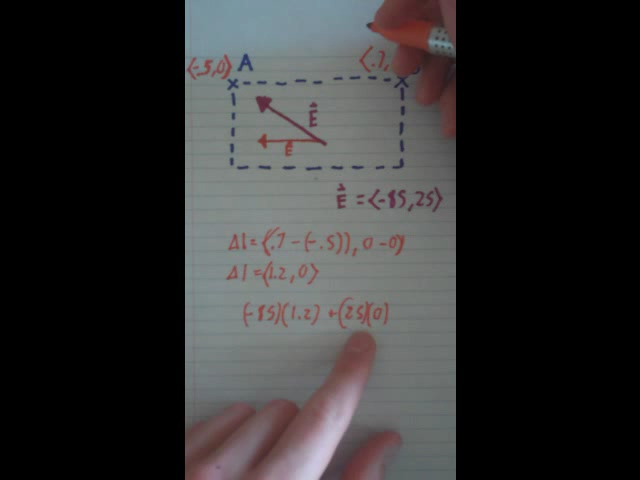 ⟨-.5,0⟩ A ⟨.7,
E⃗
E
E⃗ = ⟨-85, 25⟩
Δl = ⟨.7 - (-.5)), 0 - 0⟩
Δl = ⟨1.2, 0⟩
(-85)(1.2) + (25)(0)